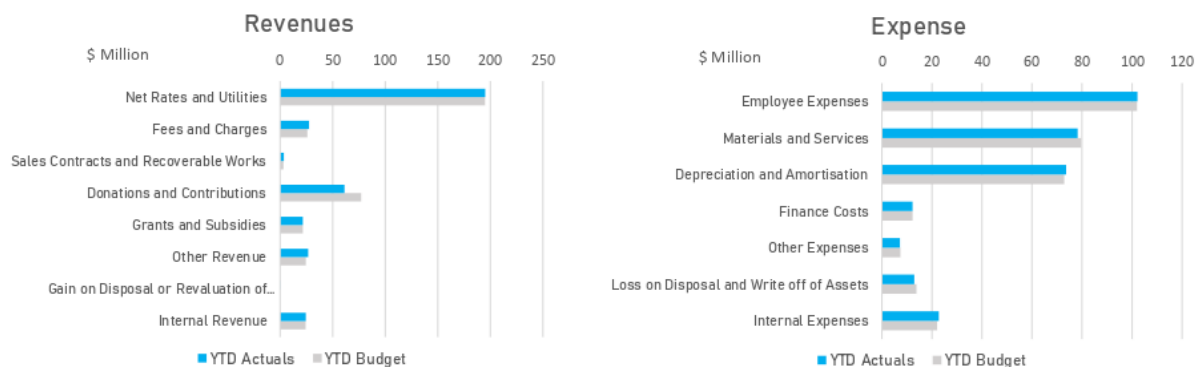 Revenues
$ Million
0 50 100 150 200 250
Net Rates and Utilities
Fees and Charges
Sales Contracts and Recoverable Works
Donations and Contributions
Grants and Subsidies
Other Revenue
Gain on Disposal or Revaluation of...
Internal Revenue
YTD Actuals YTD Budget
Expense
$ Million
0 20 40 60 80 100 120
Employee Expenses
Materials and Services
Depreciation and Amortisation
Finance Costs
Other Expenses
Loss on Disposal and Write off of Assets
Internal Expenses
YTD Actuals YTD Budget